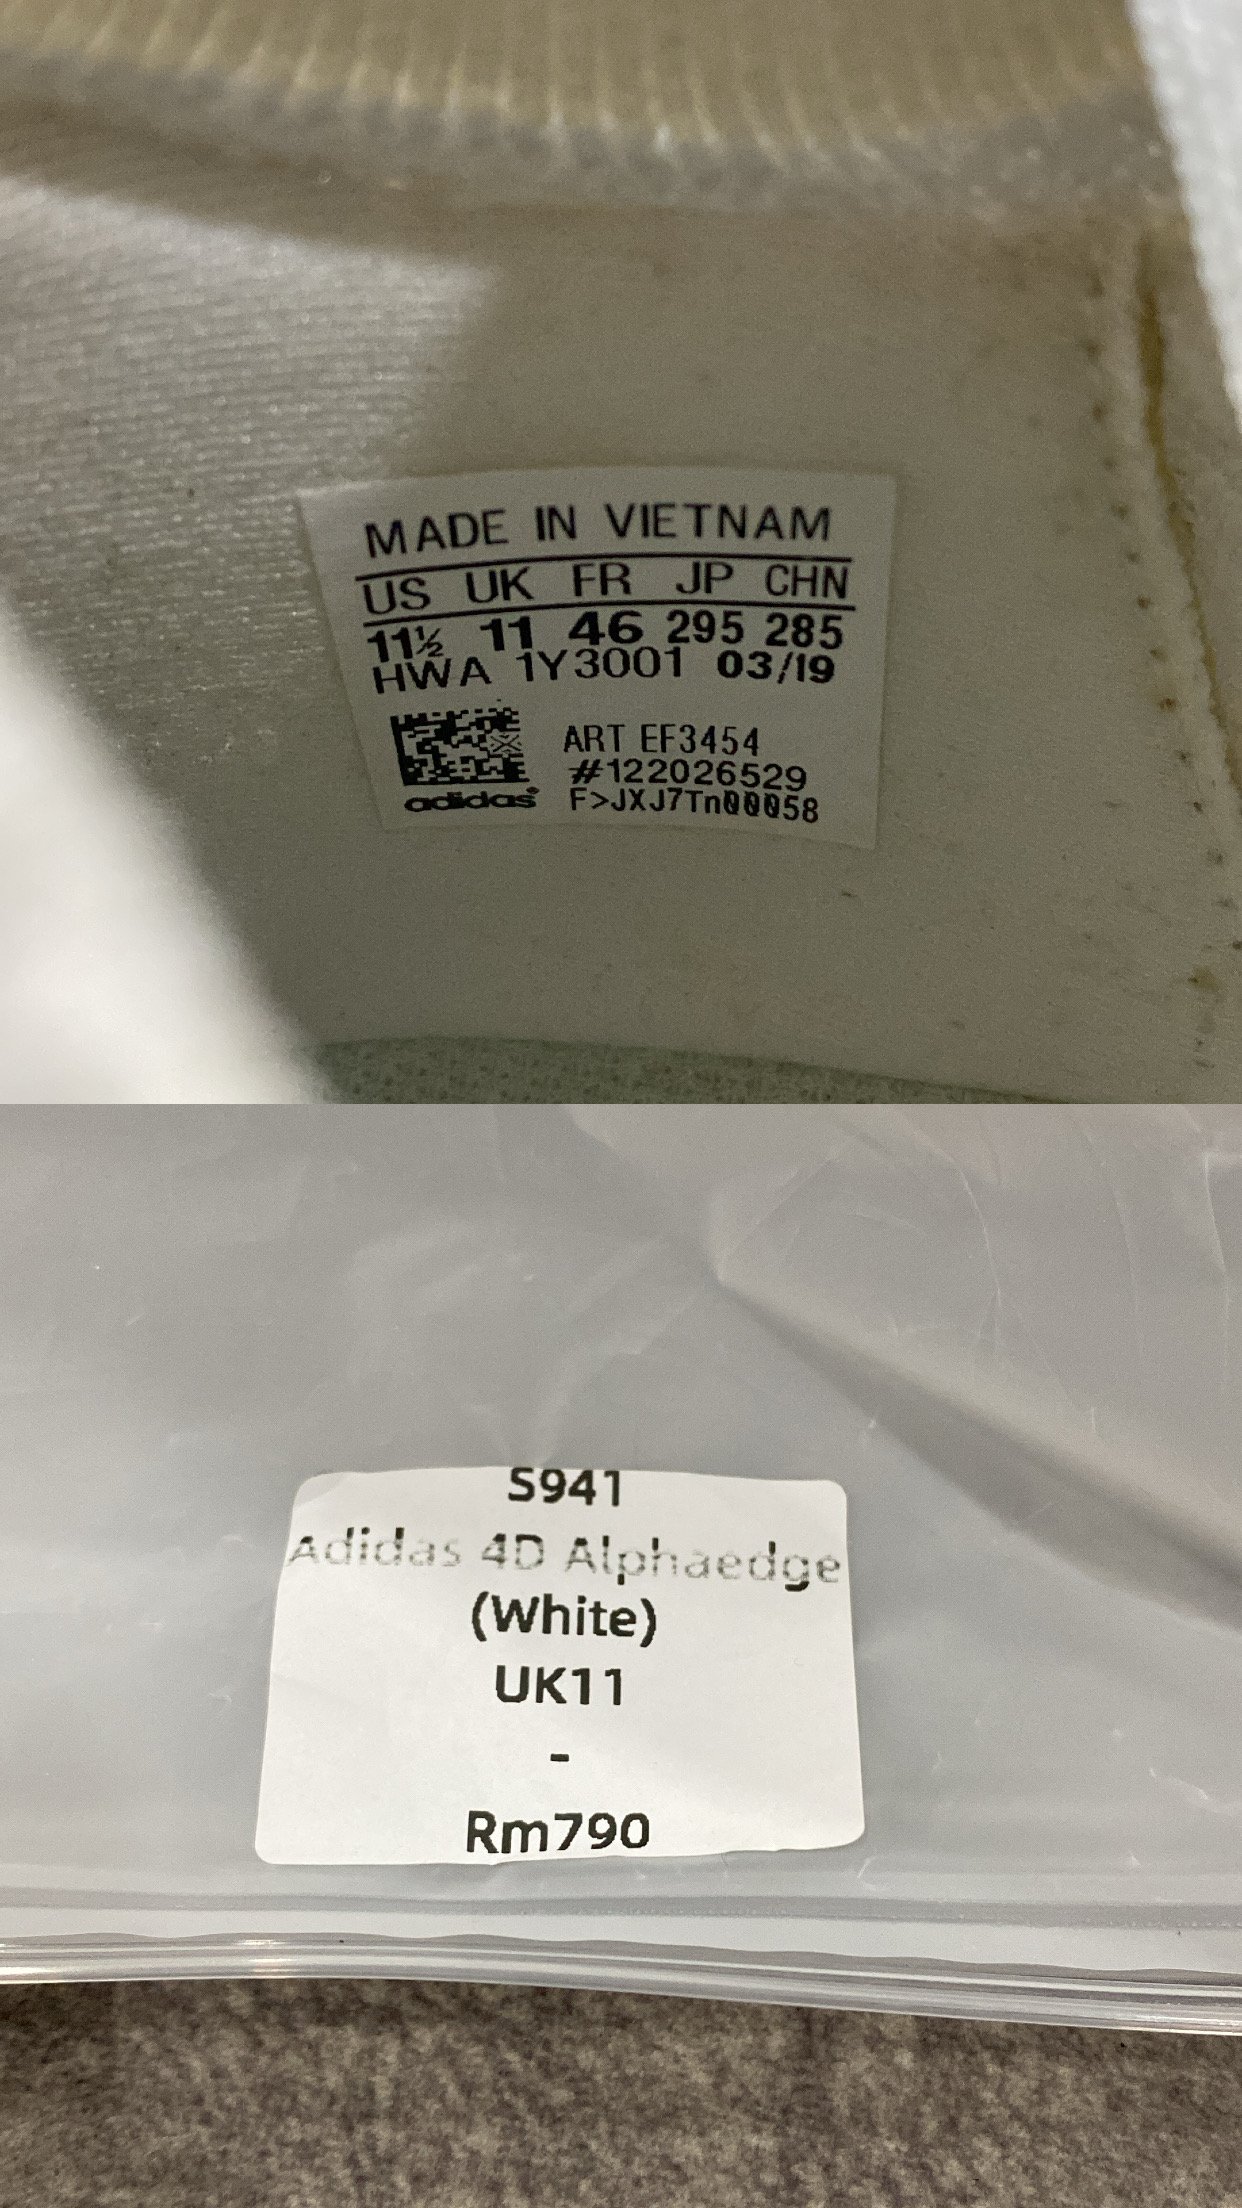 MADE IN VIETNAM
US UK FR JP CHN
11½ 11 46 295 285
HWA 1Y3001 03/19
ART EF3454
#122026529
adidas F>JXJ7Tn00058
S941
Adidas 4D Alphaedge
(White)
UK11
-
Rm790